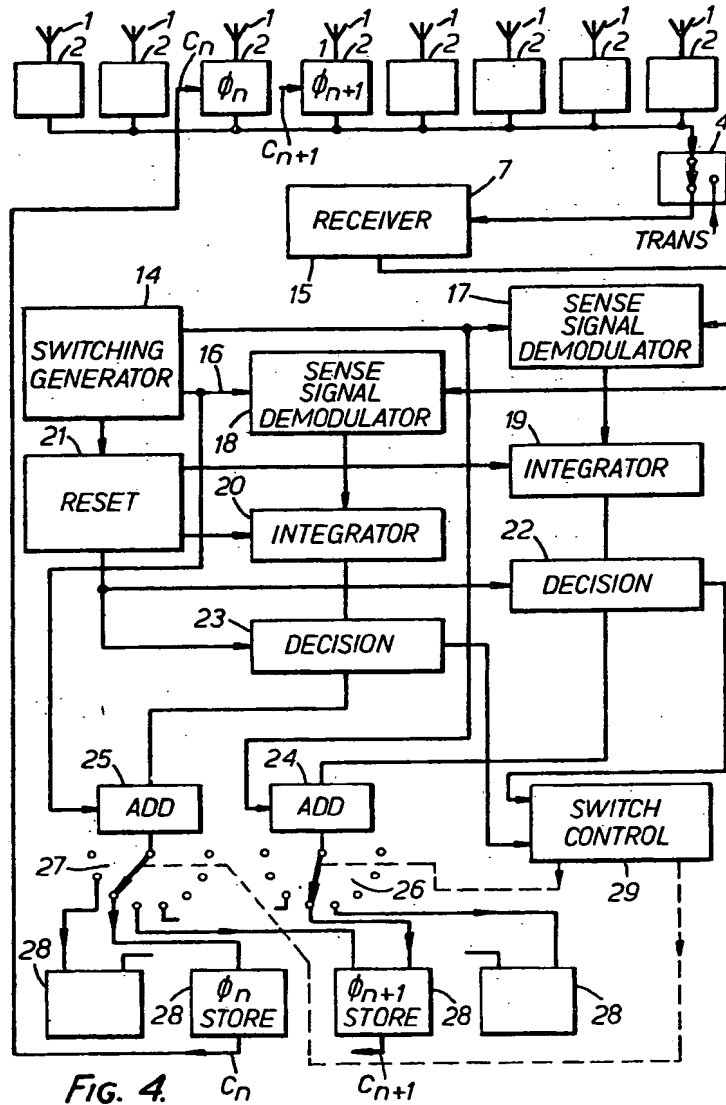 1 1 1 1 1 1 1 1
2 2 2 2 2 2 2 2
Cn
ϕn
1
ϕn+1
Cn+1
4
7
RECEIVER
TRANS
15
14
17
SWITCHING
GENERATOR
SENSE
SIGNAL
DEMODULATOR
16
SENSE
SIGNAL
DEMODULATOR
18
21
RESET
19
INTEGRATOR
20
INTEGRATOR
22
DECISION
23
DECISION
25
ADD
24
ADD
SWITCH
CONTROL
29
27
26
28
ϕn
STORE
28
ϕn+1
STORE
28
28
FIG. 4.
Cn
Cn+1